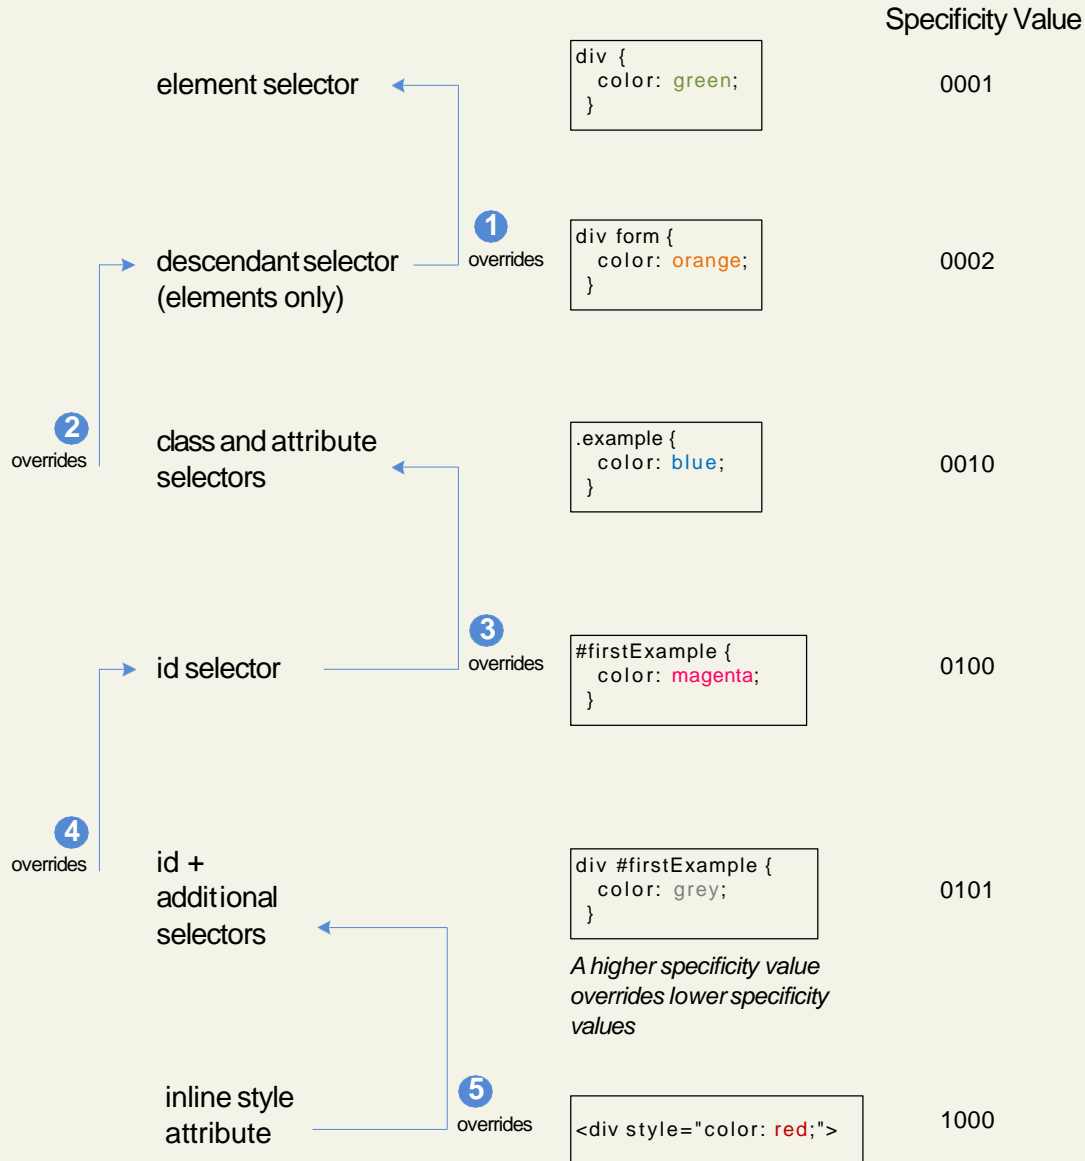 Specificity Value
element selector
div {
color: green;
}
0001
1
overrides
descendant selector
(elements only)
div form {
color: orange;
}
0002
2
overrides
class and attribute
selectors
.example {
color: blue;
}
0010
3
overrides
id selector
#firstExample {
color: magenta;
}
0100
4
overrides
id +
additional
selectors
div #firstExample {
color: grey;
}
0101
A higher specificity value
overrides lower specificity
values
5
overrides
inline style
attribute
<div style="color: red;">
1000